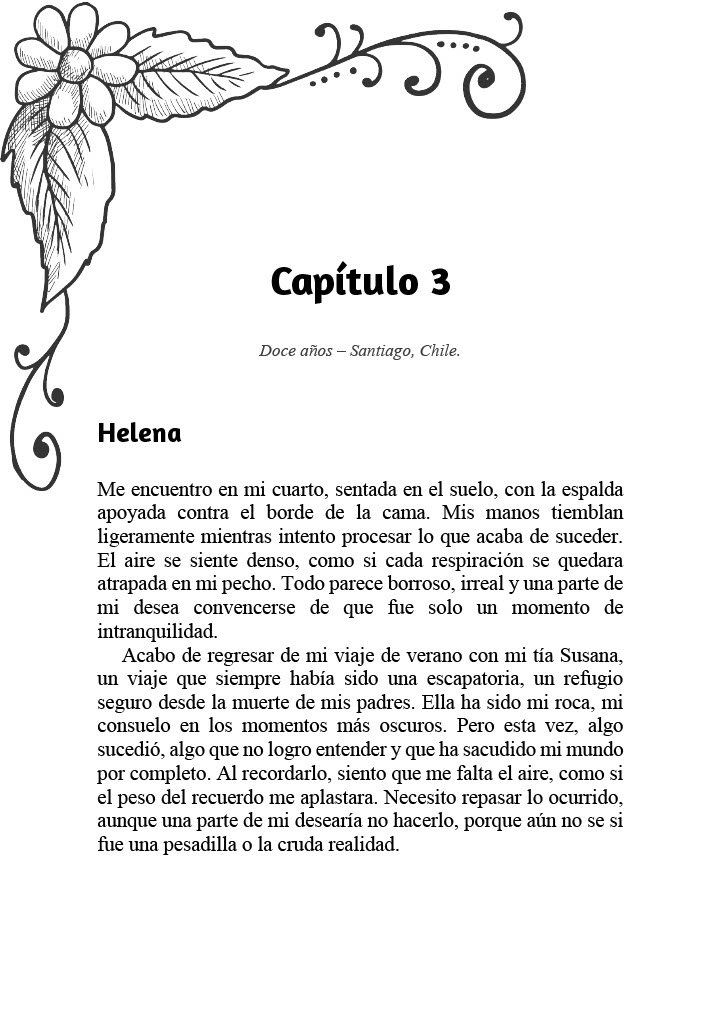 Capítulo 3
Doce años – Santiago, Chile.
Helena
Me encuentro en mi cuarto, sentada en el suelo, con la espalda
apoyada contra el borde de la cama. Mis manos tiemblan
ligeramente mientras intento procesar lo que acaba de suceder.
El aire se siente denso, como si cada respiración se quedara
atrapada en mi pecho. Todo parece borroso, irreal y una parte de
mi desea convencerse de que fue solo un momento de
intranquilidad.
Acabo de regresar de mi viaje de verano con mi tía Susana,
un viaje que siempre había sido una escapatoria, un refugio
seguro desde la muerte de mis padres. Ella ha sido mi roca, mi
consuelo en los momentos más oscuros. Pero esta vez, algo
sucedió, algo que no logro entender y que ha sacudido mi mundo
por completo. Al recordarlo, siento que me falta el aire, como si
el peso del recuerdo me aplastara. Necesito repasar lo ocurrido,
aunque una parte de mi desearía no hacerlo, porque aún no se si
fue una pesadilla o la cruda realidad.